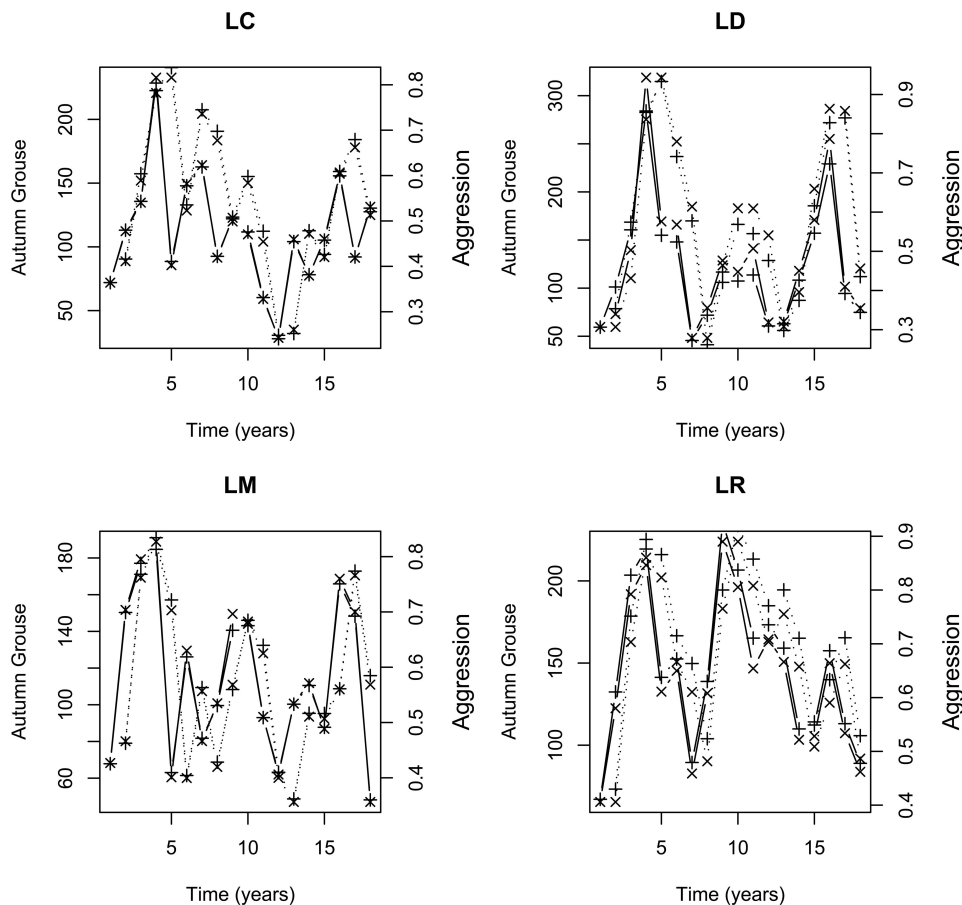 LC
Autumn Grouse
50 100 150 200
0.3 0.4 0.5 0.6 0.7 0.8
Aggression
5 10 15
Time (years)
LD
Autumn Grouse
50 100 200 300
0.3 0.5 0.7 0.9
Aggression
5 10 15
Time (years)
LM
Autumn Grouse
60 100 140 180
0.4 0.5 0.6 0.7 0.8
Aggression
5 10 15
Time (years)
LR
Autumn Grouse
100 150 200
0.4 0.5 0.6 0.7 0.8 0.9
Aggression
5 10 15
Time (years)